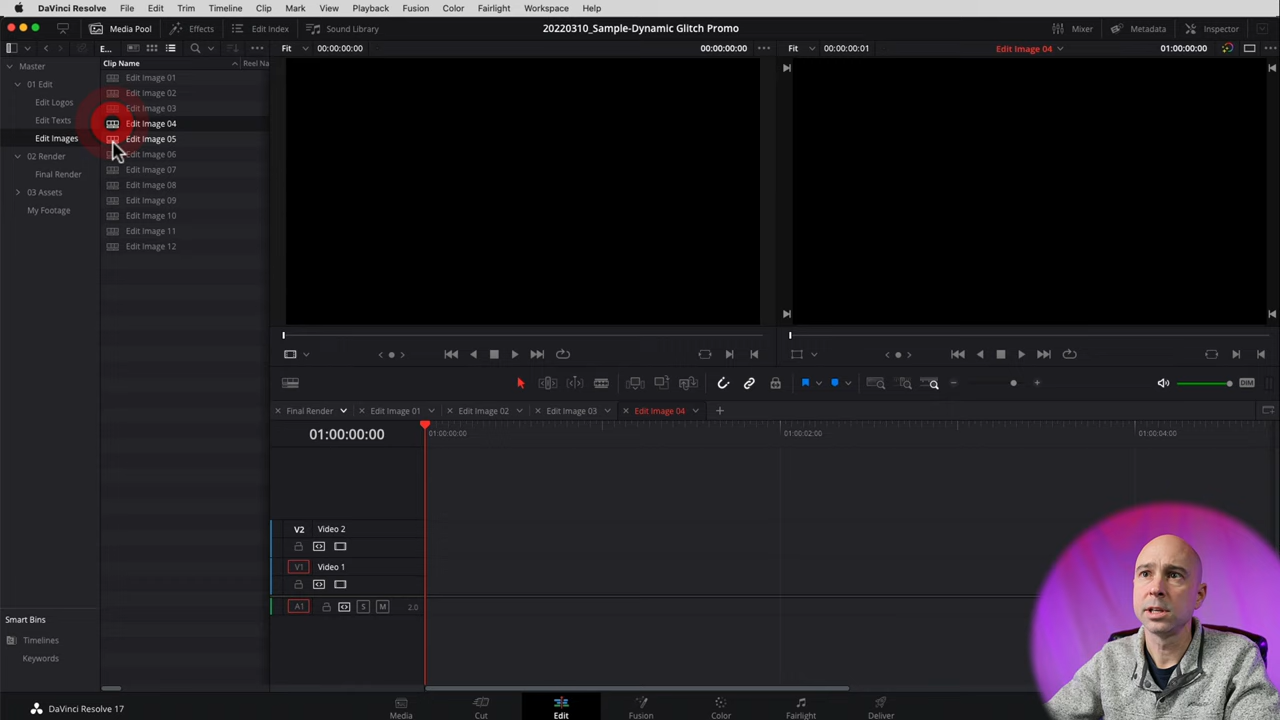 DaVinci Resolve File Edit Trim Timeline Clip Mark View Playback Fusion Color Fairlight Workspace Help
Media Pool Effects Edit Index Sound Library 20220310_Sample-Dynamic Glitch Promo Mixer Metadata Inspector
E... Fit 00:00:00:00 00:00:00:00 Fit 00:00:00:01 Edit Image 04 01:00:00:00
Master
01 Edit
Edit Logos
Edit Texts
Edit Images
02 Render
Final Render
03 Assets
My Footage
Clip Name Reel Na
Edit Image 01
Edit Image 02
Edit Image 03
Edit Image 04
Edit Image 05
Edit Image 06
Edit Image 07
Edit Image 08
Edit Image 09
Edit Image 10
Edit Image 11
Edit Image 12
DIM
Final Render Edit Image 01 Edit Image 02 Edit Image 03 Edit Image 04
01:00:00:00 01:00:00:00 01:00:02:00 01:00:04:00
V2 Video 2
V1 Video 1
A1 S M 2.0
Smart Bins
Timelines
Keywords
DaVinci Resolve 17
Media Cut Edit Fusion Color Fairlight Deliver